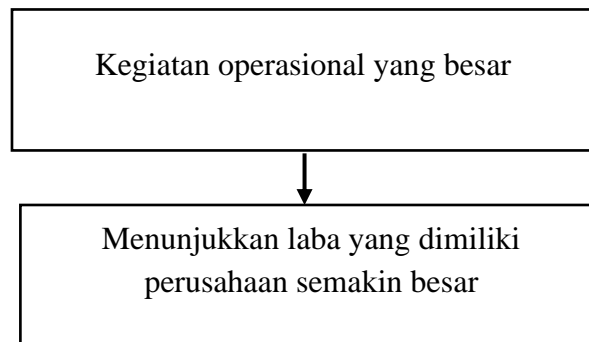 Kegiatan operasional yang besar
Menunjukkan laba yang dimiliki
perusahaan semakin besar